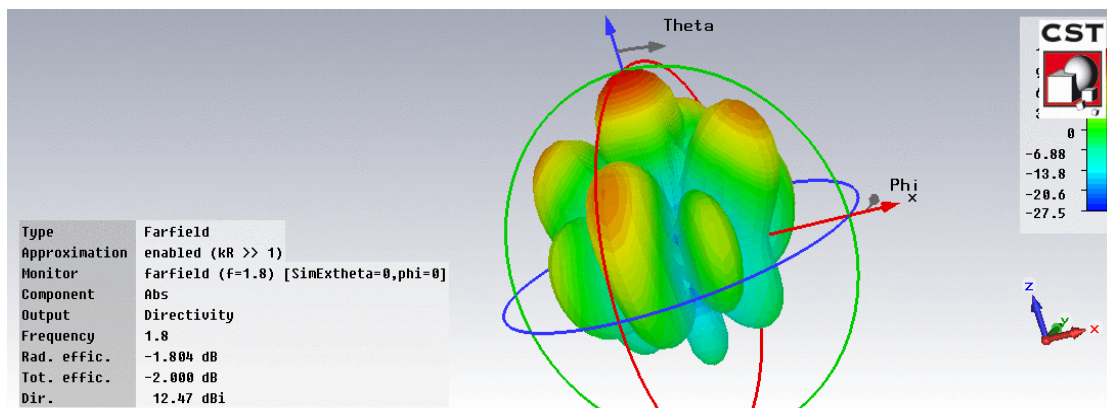 Theta
CST
0
-6.88
-13.8
-20.6
-27.5
Phi
x
Type Farfield
Approximation enabled (kR >> 1)
Monitor farfield (f=1.8) [SimExtheta=0,phi=0]
Component Abs
Output Directivity
Frequency 1.8
Rad. effic. -1.804 dB
Tot. effic. -2.000 dB
Dir. 12.47 dBi
z
y
x